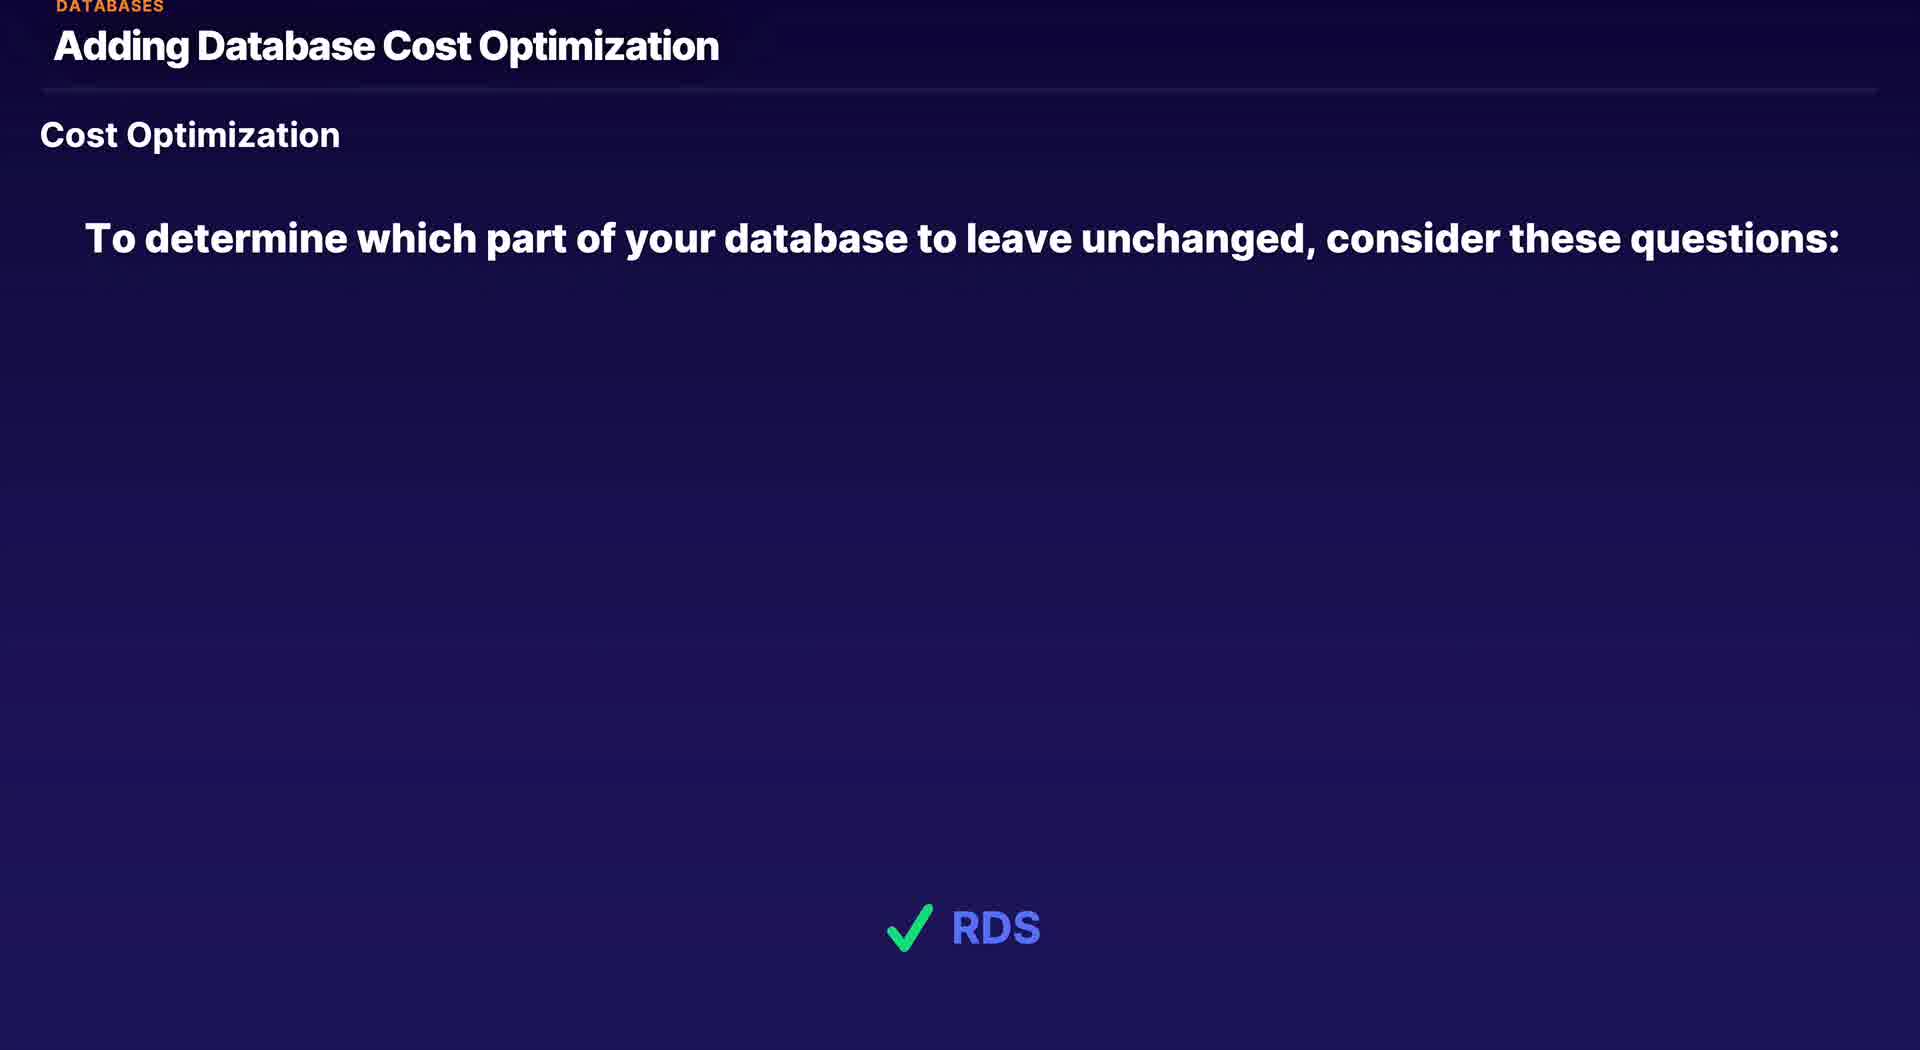 DATABASES
Adding Database Cost Optimization
Cost Optimization
To determine which part of your database to leave unchanged, consider these questions:
RDS